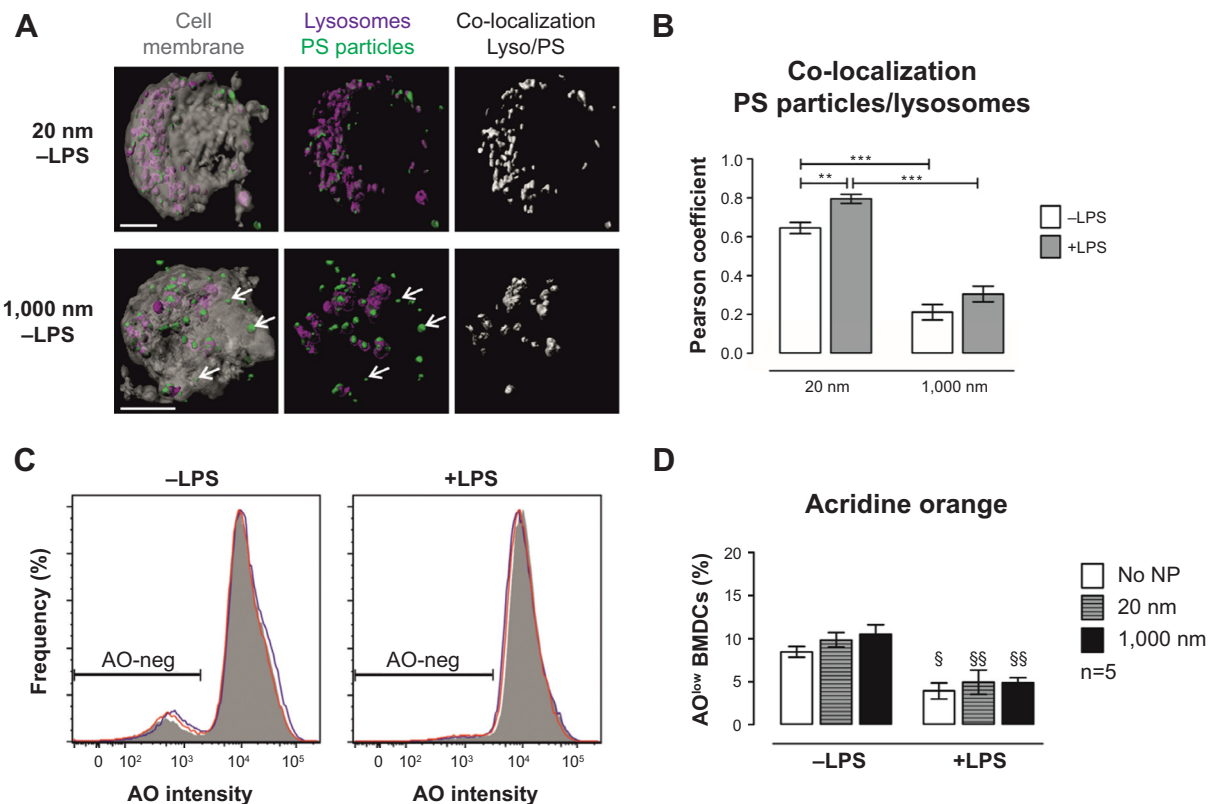 A
Cell
membrane
Lysosomes
PS particles
Co-localization
Lyso/PS
20 nm
–LPS
1,000 nm
–LPS
B
Co-localization
PS particles/lysosomes
Pearson coefficient
1.0
0.8
0.6
0.4
0.2
0.0
***
**
***
20 nm
1,000 nm
–LPS
+LPS
C
–LPS
+LPS
Frequency (%)
AO-neg
AO-neg
0 10² 10³ 10⁴ 10⁵
0 10² 10³ 10⁴ 10⁵
AO intensity
AO intensity
D
Acridine orange
AO^low BMDCs (%)
20
15
10
5
0
§ §§ §§
–LPS
+LPS
No NP
20 nm
1,000 nm
n=5